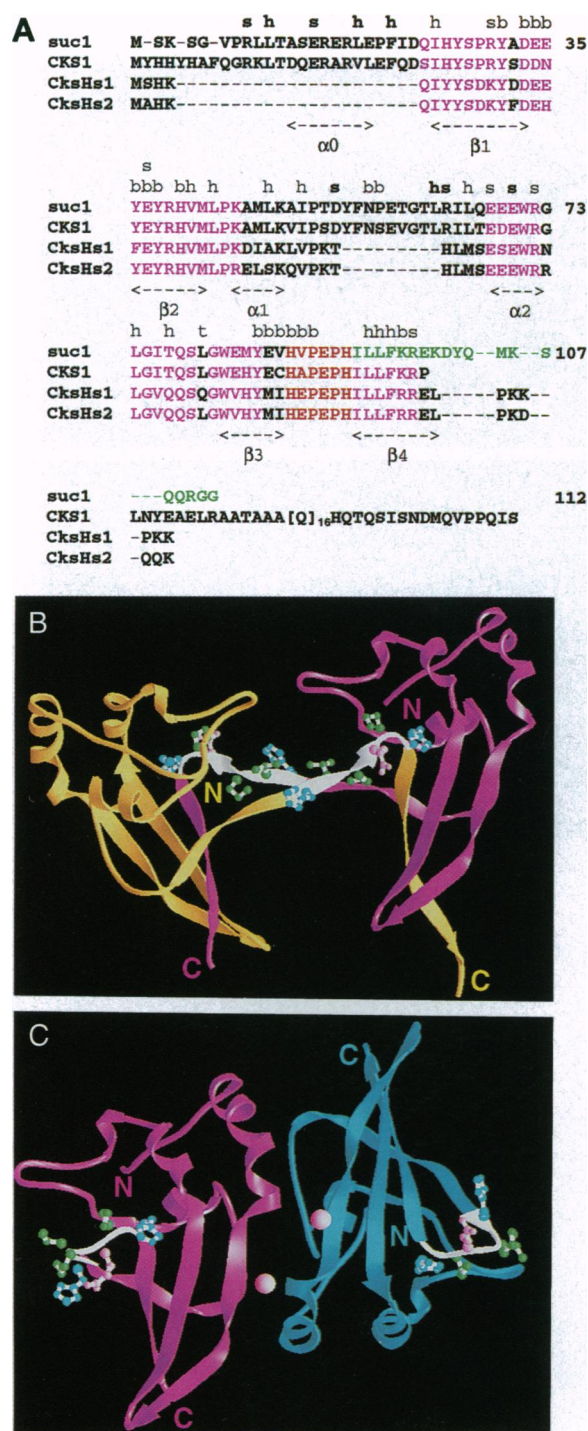 A
s h s h f h sb bbb
suc1 M-SK-SG-VPRLLTASERERLEPFIDQIHYSPRYADEE 35
CKS1 MYHHYHAFQGRKLTDQERARVLEFQDSIHYSPRYSDDN
CksHs1 MSHK---------------------QIYYSDKYDDEE
CksHs2 MAHK---------------------QIYYSDKYFDEH
<------> <-------->
α0 β1
s
bbb bh h h h s bb hs h s s s
suc1 YEYRHVMLPKAMLKAIPTDYFNPETGTLRILQEEEWRG 73
CKS1 YEYRHVMLPKAMLKVIPSDYFNSEVGTLRILTEDEWRG
CksHs1 FEYRHVMLPKDIAKLVPKT---------HLMSESEWRN
CksHs2 YEYRHVMLPRELSKQVPKT---------HLMSEEEWRR
<------> <---> <--->
β2 α1 α2
h h t bbbbbbb hhhhbs
suc1 LGITQSLGWEMYEVHVPEPHILLFKREKDYQ--MK--S 107
CKS1 LGITQSLGWEHYECHAPEPHILLFKRP
CksHs1 LGVQQSQGWVHYMIHEPEPHILLFRREL----PKK---
CksHs2 LGVQQSLGWVHYMIHEPEPHILLFRREL----PKD---
<-----> <------>
β3 β4
suc1 ---QQRGG 112
CKS1 LNYEAELRAATAAA[Q]16HQTQSISNDMQVPPQIS
CksHs1 -PKK
CksHs2 -QQK
B
N
N
C
C
C
C
N
N
C